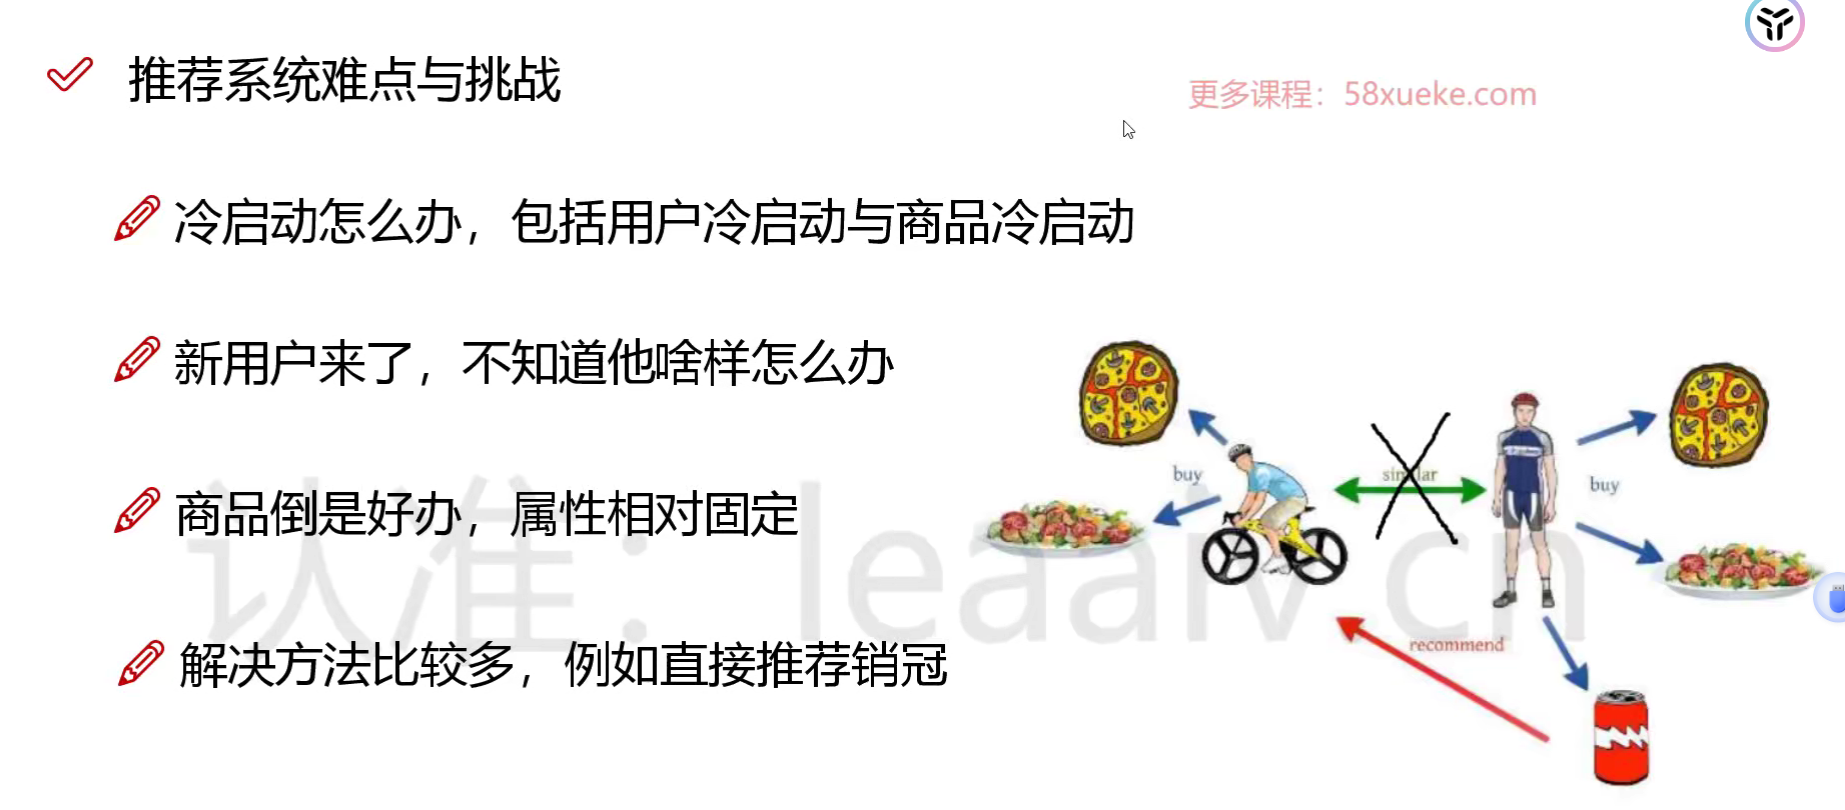 推荐系统难点与挑战
更多课程：58xueke.com
冷启动怎么办，包括用户冷启动与商品冷启动
新用户来了，不知道他啥样怎么办
buy
similar
buy
商品倒是好办，属性相对固定
认准：leaaiv cn
recommend
解决方法比较多，例如直接推荐销冠